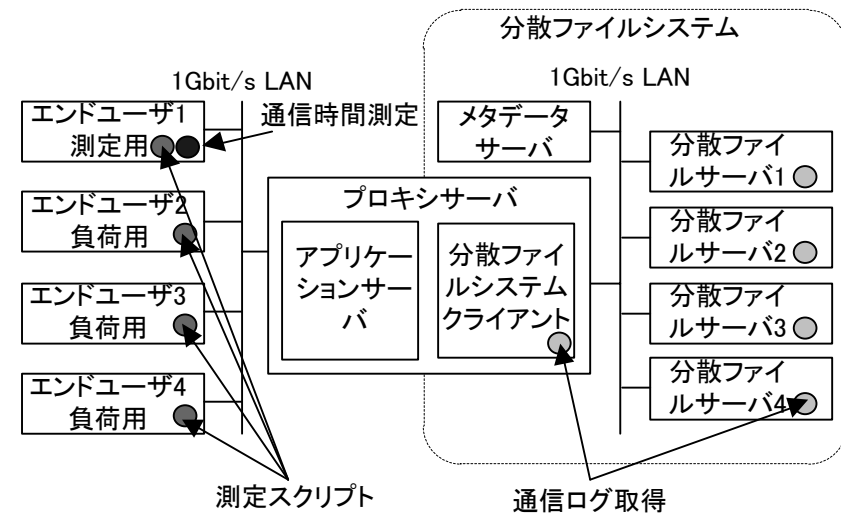 分散ファイルシステム
1Gbit/s LAN
1Gbit/s LAN
エンドユーザ1
測定用
通信時間測定
エンドユーザ2
負荷用
エンドユーザ3
負荷用
エンドユーザ4
負荷用
プロキシサーバ
アプリケー
ションサー
バ
分散ファイ
ルシステム
クライアント
メタデータ
サーバ
分散ファイ
ルサーバ1
分散ファイ
ルサーバ2
分散ファイ
ルサーバ3
分散ファイ
ルサーバ4
測定スクリプト
通信ログ取得